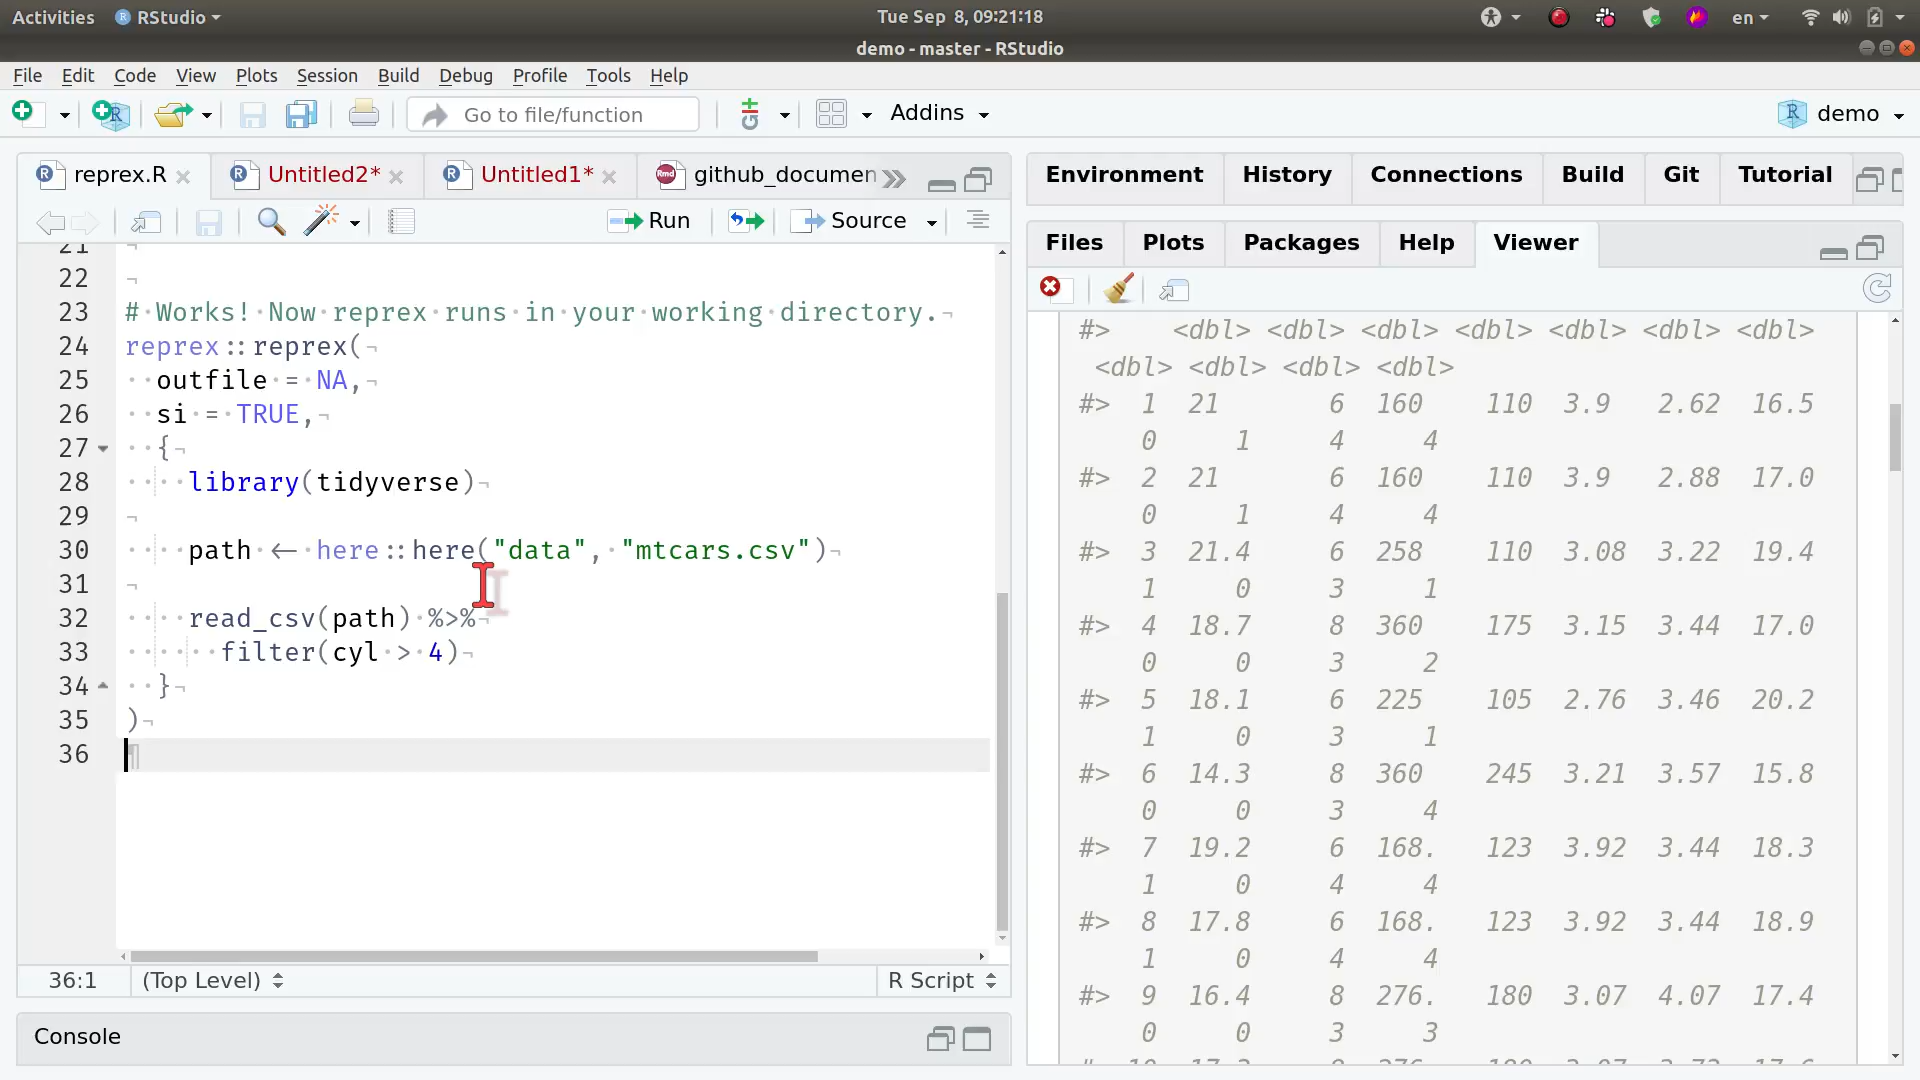 Activities RStudio Tue Sep 8, 09:21:18 en
demo - master - RStudio
File Edit Code View Plots Session Build Debug Profile Tools Help
Go to file/function Addins demo
reprex.R Untitled2* Untitled1* github_documen
Run Source
21
22
23 # Works! Now reprex runs in your working directory.
24 reprex::reprex(
25 outfile = NA,
26 si = TRUE,
27 {
28 library(tidyverse)
29
30 path <- here::here("data", "mtcars.csv")
31
32 read_csv(path) %>%
33 filter(cyl > 4)
34 }
35 )
36
36:1 (Top Level) R Script
Console
Environment History Connections Build Git Tutorial
Files Plots Packages Help Viewer
#> <dbl> <dbl> <dbl> <dbl> <dbl> <dbl> <dbl>
<dbl> <dbl> <dbl> <dbl>
#> 1 21 6 160 110 3.9 2.62 16.5
0 1 4 4
#> 2 21 6 160 110 3.9 2.88 17.0
0 1 4 4
#> 3 21.4 6 258 110 3.08 3.22 19.4
1 0 3 1
#> 4 18.7 8 360 175 3.15 3.44 17.0
0 0 3 2
#> 5 18.1 6 225 105 2.76 3.46 20.2
1 0 3 1
#> 6 14.3 8 360 245 3.21 3.57 15.8
0 0 3 4
#> 7 19.2 6 168. 123 3.92 3.44 18.3
1 0 4 4
#> 8 17.8 6 168. 123 3.92 3.44 18.9
1 0 4 4
#> 9 16.4 8 276. 180 3.07 4.07 17.4
0 0 3 3